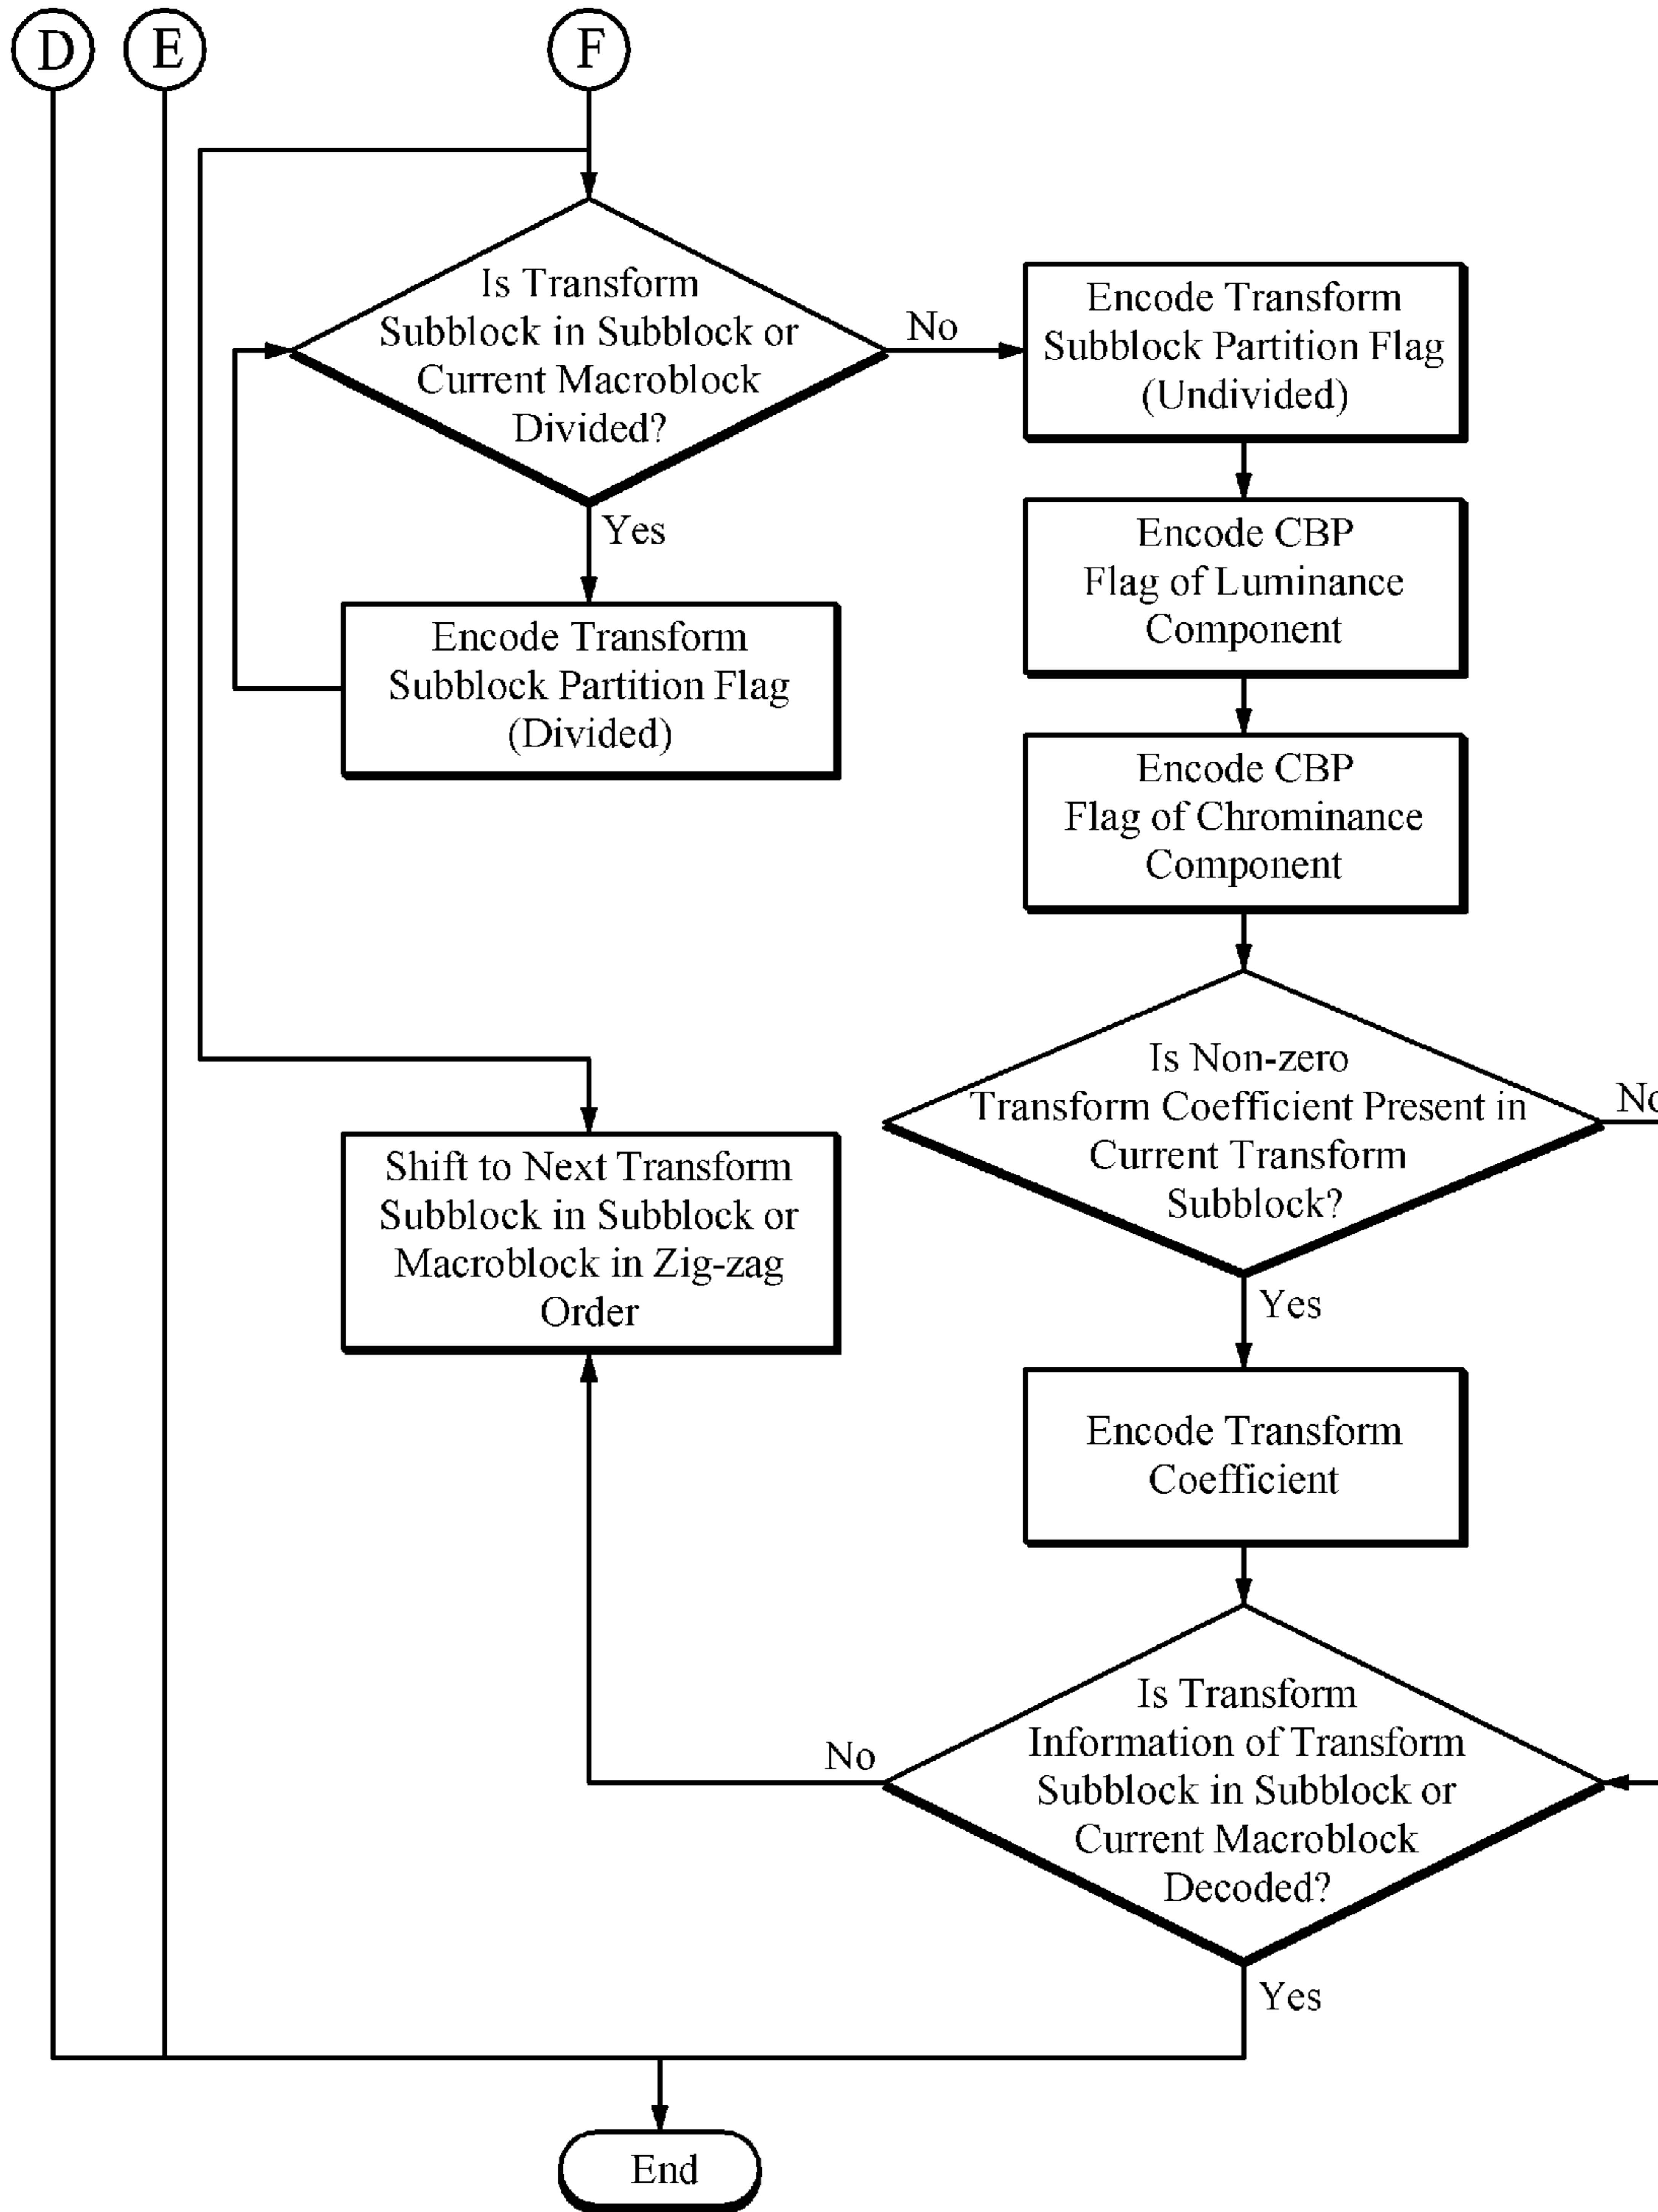 D
E
F
Is Transform
Subblock in Subblock or
Current Macroblock
Divided?
No
Yes
Encode Transform
Subblock Partition Flag
(Divided)
Encode Transform
Subblock Partition Flag
(Undivided)
Encode CBP
Flag of Luminance
Component
Encode CBP
Flag of Chrominance
Component
Is Non-zero
Transform Coefficient Present in
Current Transform
Subblock?
No
Yes
Shift to Next Transform
Subblock in Subblock or
Macroblock in Zig-zag
Order
Encode Transform
Coefficient
Is Transform
Information of Transform
Subblock in Subblock or
Current Macroblock
Decoded?
No
Yes
End